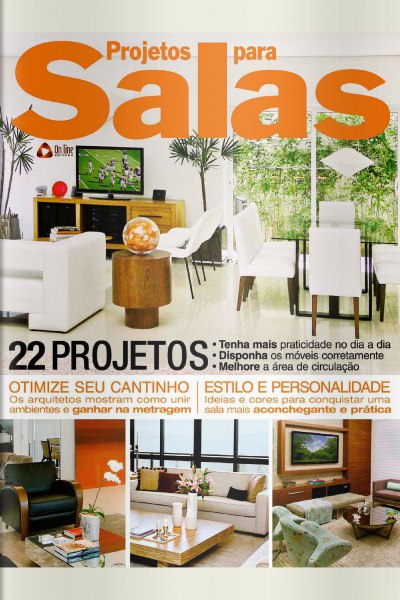 Projetos para
Salas
On line
22 PROJETOS
• Tenha mais praticidade no dia a dia
• Disponha os móveis corretamente
• Melhore a área de circulação
OTIMIZE SEU CANTINHO
Os arquitetos mostram como unir
ambientes e ganhar na metragem
ESTILO E PERSONALIDADE
Ideias e cores para conquistar uma
sala mais aconchegante e prática